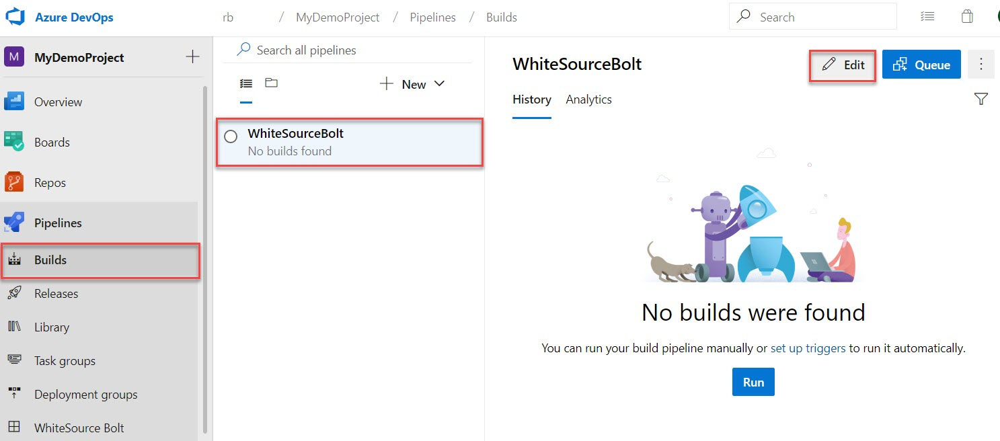 Azure DevOps
rb / MyDemoProject / Pipelines / Builds
Search
M MyDemoProject
Overview
Boards
Repos
Pipelines
Builds
Releases
Library
Task groups
Deployment groups
WhiteSource Bolt
Search all pipelines
New
WhiteSourceBolt
No builds found
WhiteSourceBolt
Edit
Queue
History Analytics
No builds were found
You can run your build pipeline manually or set up triggers to run it automatically.
Run